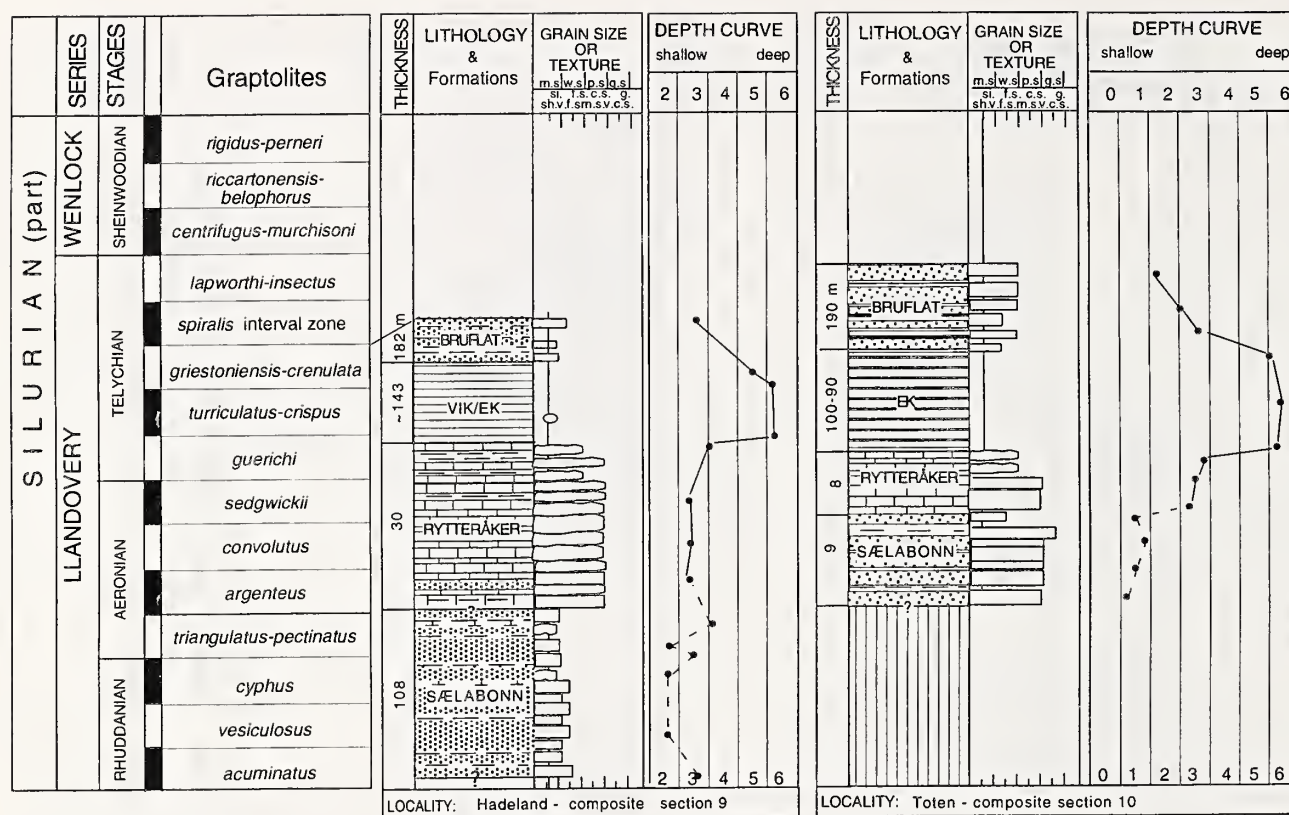 SILURIAN (part)
SERIES
STAGES
Graptolites
WENLOCK
LLANDOVERY
SHEINWOODIAN
TELYCHIAN
AERONIAN
RHUDDANIAN
rigidus-perneri
riccartonensis-
belophorus
centrifugus-murchisoni
lapworthi-insectus
spiralis interval zone
griestoniensis-crenulata
turriculatus-crispus
guerichi
sedgwickii
convolutus
argenteus
triangulatus-pectinatus
cyphus
vesiculosus
acuminatus
THICKNESS
LITHOLOGY
&
Formations
GRAIN SIZE
OR
TEXTURE
m.s w.s p.s g.s
si. f.s. c.s. g.
sh.v.f.s m.s.v.c.s.
DEPTH CURVE
shallow deep
2 3 4 5 6
182 m
BRUFLAT
~143
VIK/EK
30
RYTTERÅKER
?
108
SÆLABONN
?
2 3 4 5 6
LOCALITY: Hadeland - composite section 9
THICKNESS
LITHOLOGY
&
Formations
GRAIN SIZE
OR
TEXTURE
m.s w.s p.s g.s
si. f.s. c.s. g.
sh.v.f.s m.s.v.c.s.
DEPTH CURVE
shallow deep
0 1 2 3 4 5 6
190 m
BRUFLAT
100-90
EK
8
RYTTERÅKER
9
SÆLABONN
?
0 1 2 3 4 5 6
LOCALITY: Toten - composite section 10